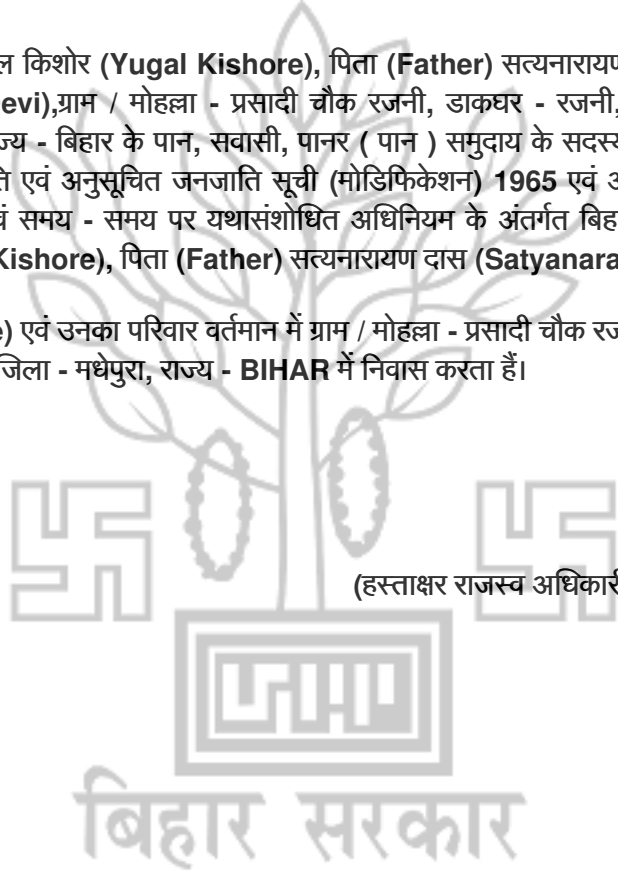 ल किशोर (Yugal Kishore), पिता (Father) सत्यनारायण
evi),ग्राम / मोहल्ला - प्रसादी चौक रजनी, डाकघर - रजनी,
ज्य - बिहार के पान, सवासी, पानर ( पान ) समुदाय के सदस्य
ति एवं अनुसूचित जनजाति सूची (मोडिफिकेशन) 1965 एवं अ
वं समय - समय पर यथासंशोधित अधिनियम के अंतर्गत बिह
Kishore), पिता (Father) सत्यनारायण दास (Satyanara
e) एवं उनका परिवार वर्तमान में ग्राम / मोहल्ला - प्रसादी चौक रज
जिला - मधेपुरा, राज्य - BIHAR में निवास करता हैं।
(हस्ताक्षर राजस्व अधिकारी
बिहार सरकार